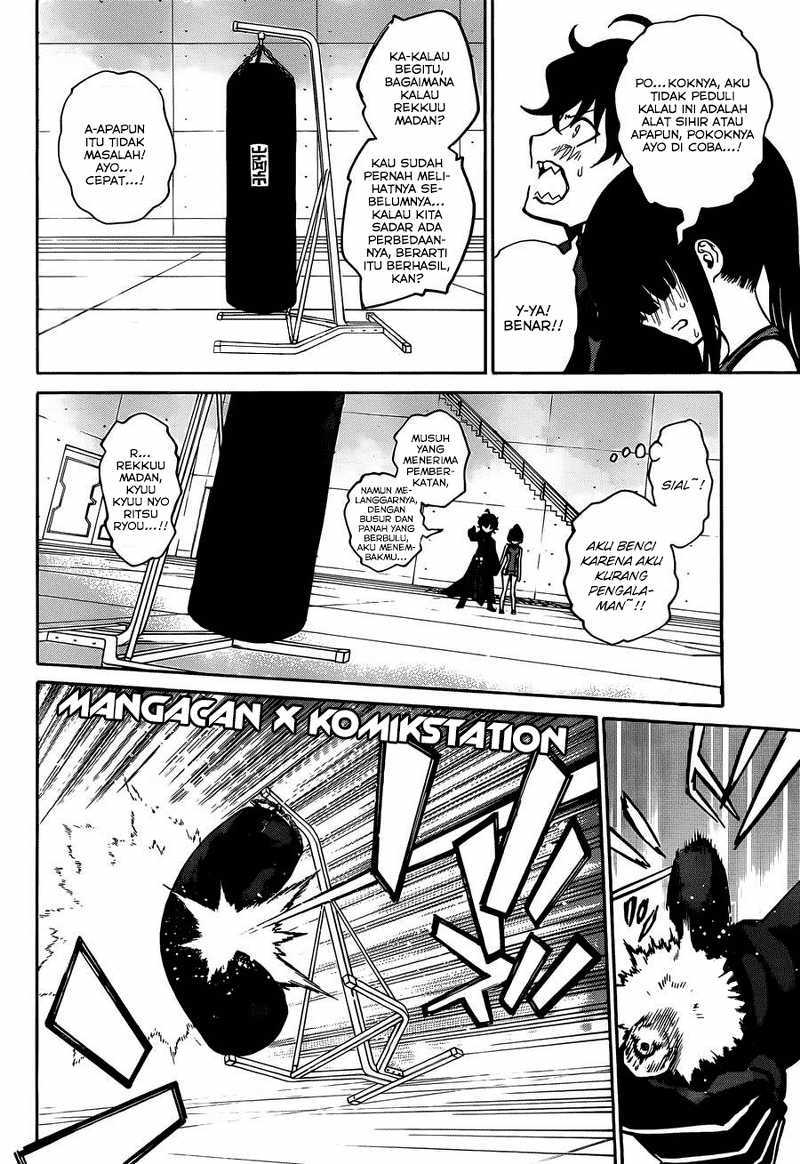 PO...KOKNYA, AKU
TIDAK PEDULI
KALAU INI ADALAH
ALAT SIHIR ATAU
APAPUN, POKOKNYA
AYO DI COBA...!
Y-YA!
BENAR!!
KA-KALAU
BEGITU,
BAGAIMANA
KALAU
REKKUU
MADAN?
KAU SUDAH
PERNAH MELI-
HATNYA SE-
BELUMNYA...
KALAU KITA
SADAR ADA
PERBEDAAN-
NYA, BERARTI
ITU BERHASIL,
KAN?
A-APAPUN
ITU TIDAK
MASALAH!
AYO...
CEPAT...!
SIAL~!
AKU BENCI
KARENA AKU
KURANG
PENGALA-
MAN~!!
MUSUH
YANG
MENERIMA
PEMBER-
KATAN,
NAMUN ME-
LANGGARNYA,
DENGAN
BUSUR DAN
PANAH YANG
BERBULU,
AKU MENEM-
BAKMU...
R...
REKKUU
MADAN,
KYUU
KYUU NYO
RITSU
RYOU...!!
MANGACAN X KOMIKSTATION